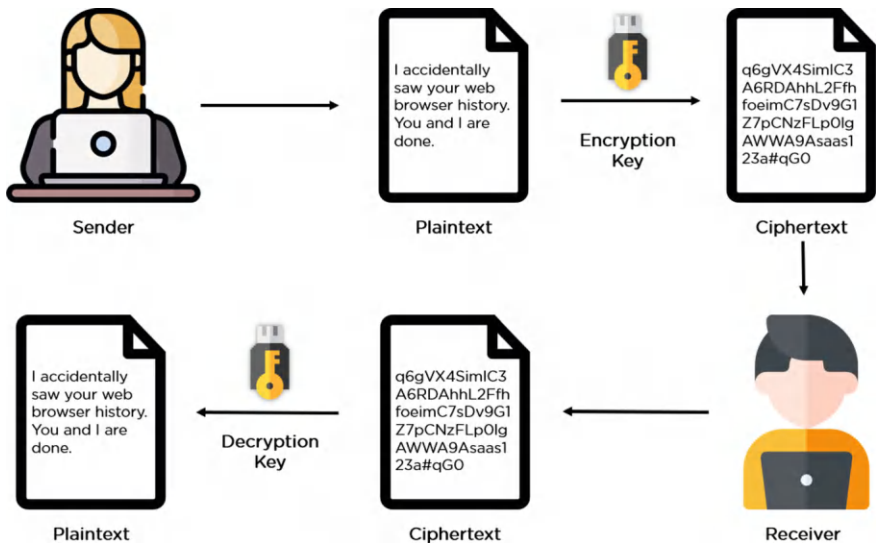 I accidentally
saw your web
browser history.
You and I are
done.
Encryption
Key
q6gVX4SimlC3
A6RDAhhL2Ffh
foeimC7sDv9G1
Z7pCNzFLp0lg
AWWA9Asaas1
23a#qG0
Sender
Plaintext
Ciphertext
I accidentally
saw your web
browser history.
You and I are
done.
Decryption
Key
q6gVX4SimlC3
A6RDAhhL2Ffh
foeimC7sDv9G1
Z7pCNzFLp0lg
AWWA9Asaas1
23a#qG0
Plaintext
Ciphertext
Receiver